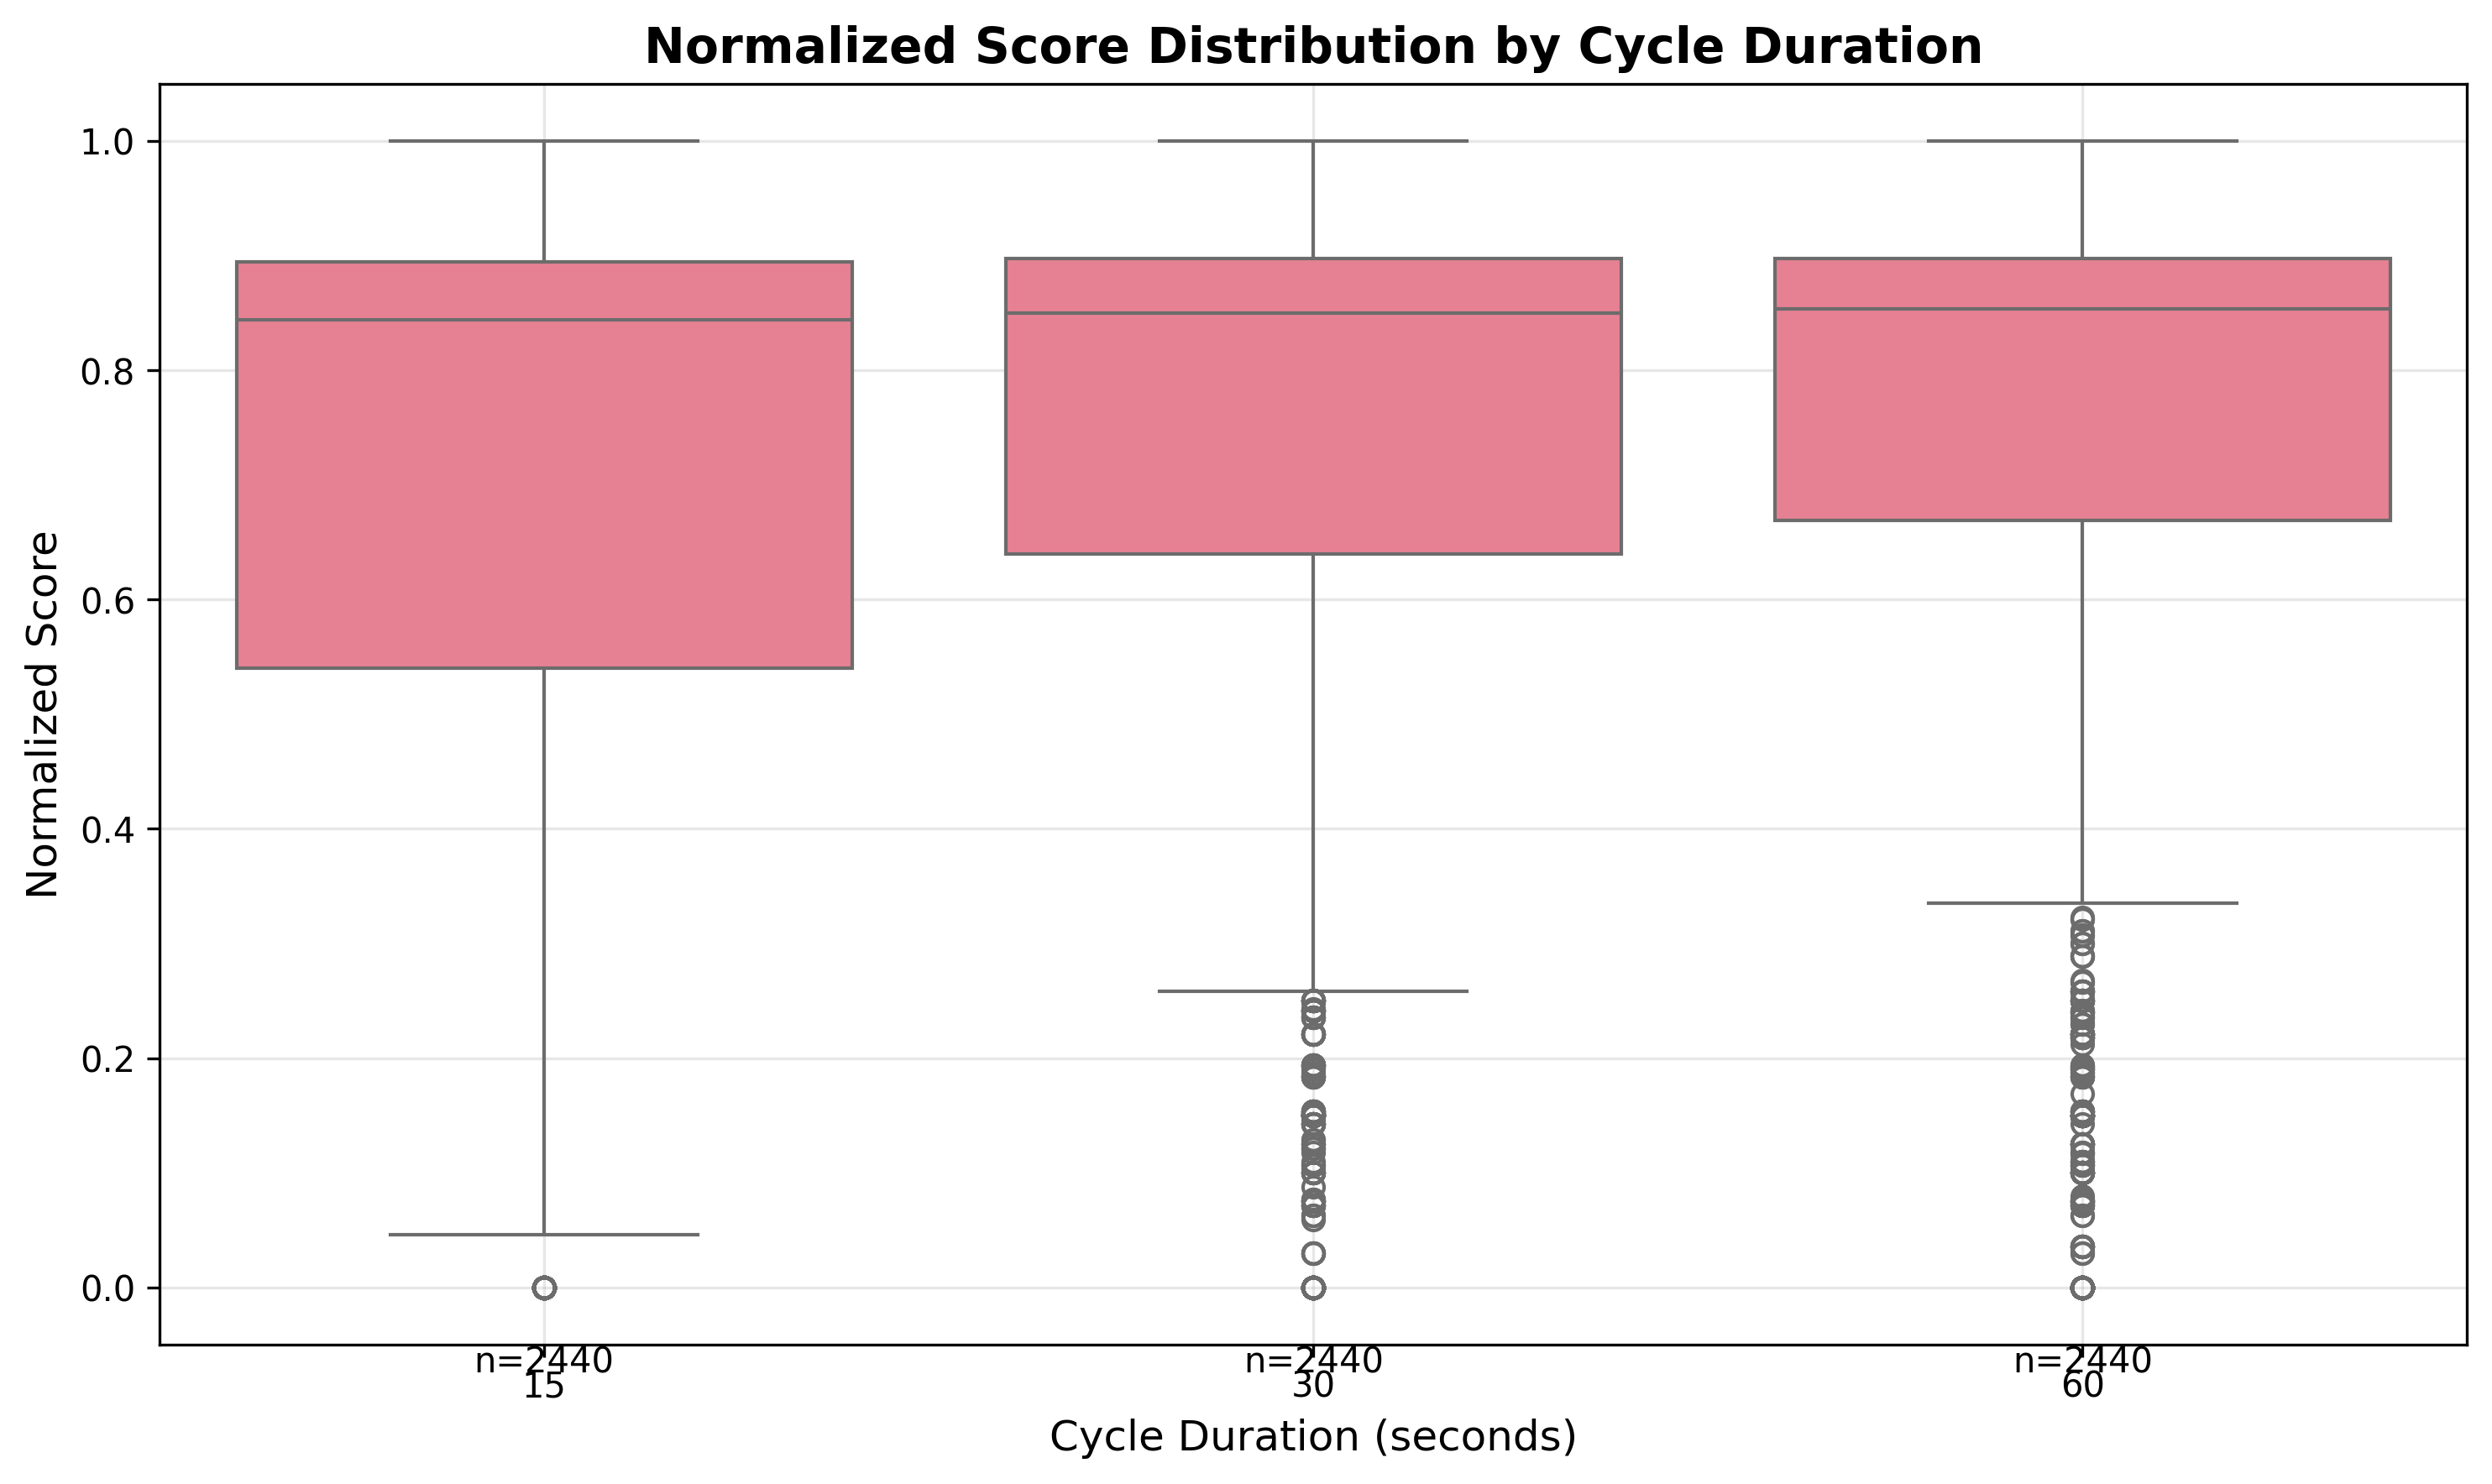 Normalized Score Distribution by Cycle Duration
Normalized Score
1.0
0.8
0.6
0.4
0.2
0.0
n=2440 n=2440 n=2440
15 30 60
Cycle Duration (seconds)